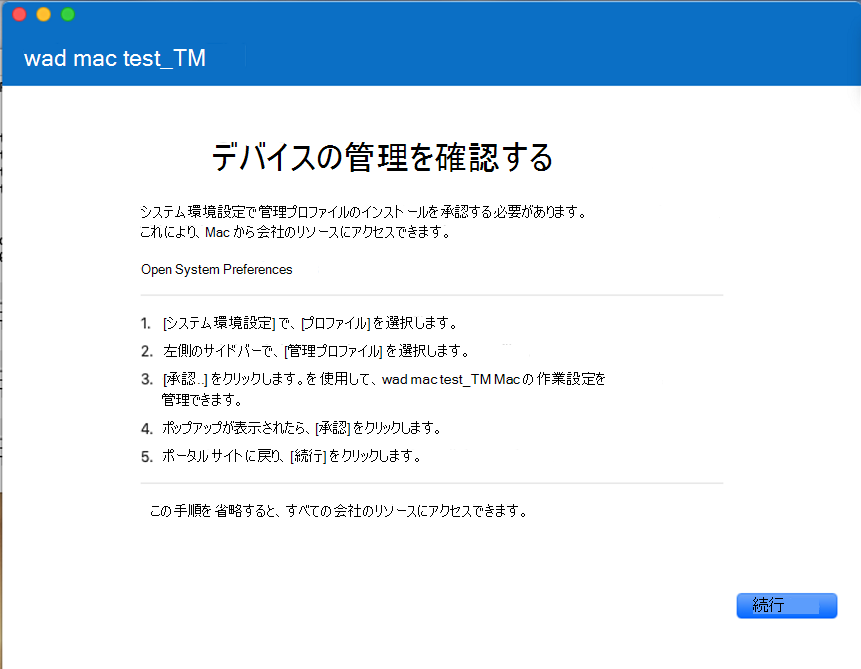 wad mac test_TM
デバイスの管理を確認する
システム環境設定で管理プロファイルのインストールを承認する必要があります。
これにより、Mac から会社のリソースにアクセスできます。
Open System Preferences
1. [システム環境設定] で、[プロファイル] を選択します。
2. 左側のサイドバーで、[管理プロファイル] を選択します。
3. [承認..] をクリックします。を使用して、wad mac test_TM Mac の作業設定を
管理できます。
4. ポップアップが表示されたら、[承認] をクリックします。
5. ポータル サイトに戻り、[続行] をクリックします。
この手順を省略すると、すべての会社のリソースにアクセスできます。
続行